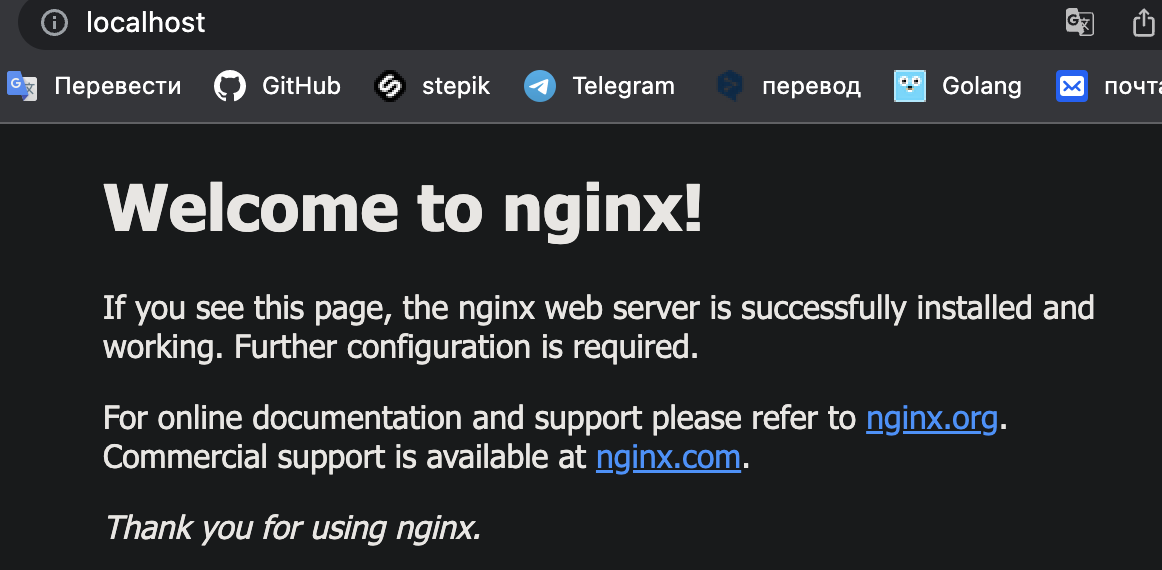 localhost
Перевести GitHub stepik Telegram перевод Golang почта
Welcome to nginx!
If you see this page, the nginx web server is successfully installed and
working. Further configuration is required.
For online documentation and support please refer to nginx.org.
Commercial support is available at nginx.com.
Thank you for using nginx.